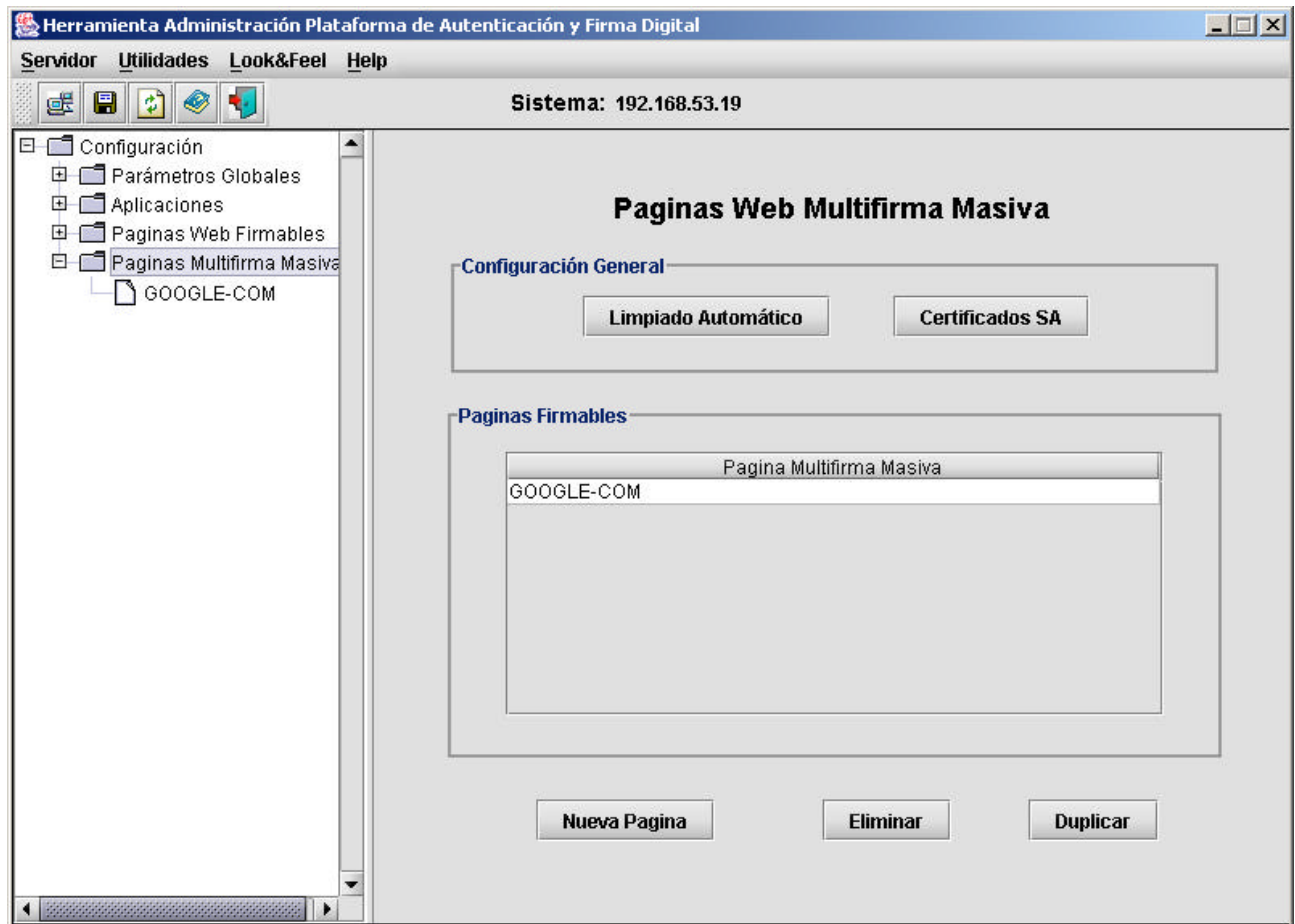 Herramienta Administración Plataforma de Autenticación y Firma Digital
Servidor Utilidades Look&Feel Help
Sistema: 192.168.53.19
Configuración
Parámetros Globales
Aplicaciones
Paginas Web Firmables
Paginas Multifirma Masiva
GOOGLE-COM
Paginas Web Multifirma Masiva
Configuración General
Limpiado Automático Certificados SA
Paginas Firmables
Pagina Multifirma Masiva
GOOGLE-COM
Nueva Pagina Eliminar Duplicar